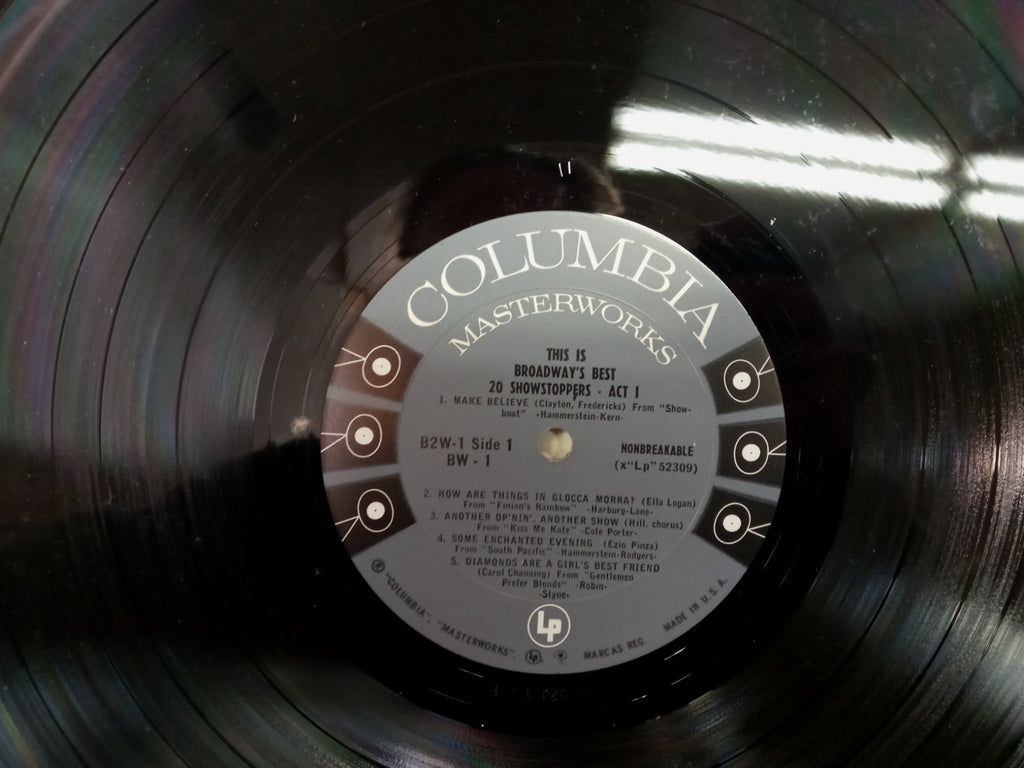 COLUMBIA
MASTERWORKS
THIS IS
BROADWAY'S BEST
20 SHOWSTOPPERS - ACT I
1. MAKE BELIEVE (Clayton, Fredericks) From "Show-
boat" -Hammerstein-Kern-
B2W-1 Side 1
BW - 1
NONBREAKABLE
(x"Lp" 52309)
2. HOW ARE THINGS IN GLOCCA MORRA? (Ella Logan)
From "Finian's Rainbow" -Harburg-Lane-
3. ANOTHER OP'NIN', ANOTHER SHOW (Hill, chorus)
From "Kiss Me Kate" -Cole Porter-
4. SOME ENCHANTED EVENING (Ezio Pinza)
From "South Pacific" -Hammerstein-Rodgers-
5. DIAMONDS ARE A GIRL'S BEST FRIEND
(Carol Channing) From "Gentlemen
Prefer Blonds" -Robin-
-Styne-
LP
® "COLUMBIA", "MASTERWORKS", LP MARCAS REG. MADE IN U. S. A.